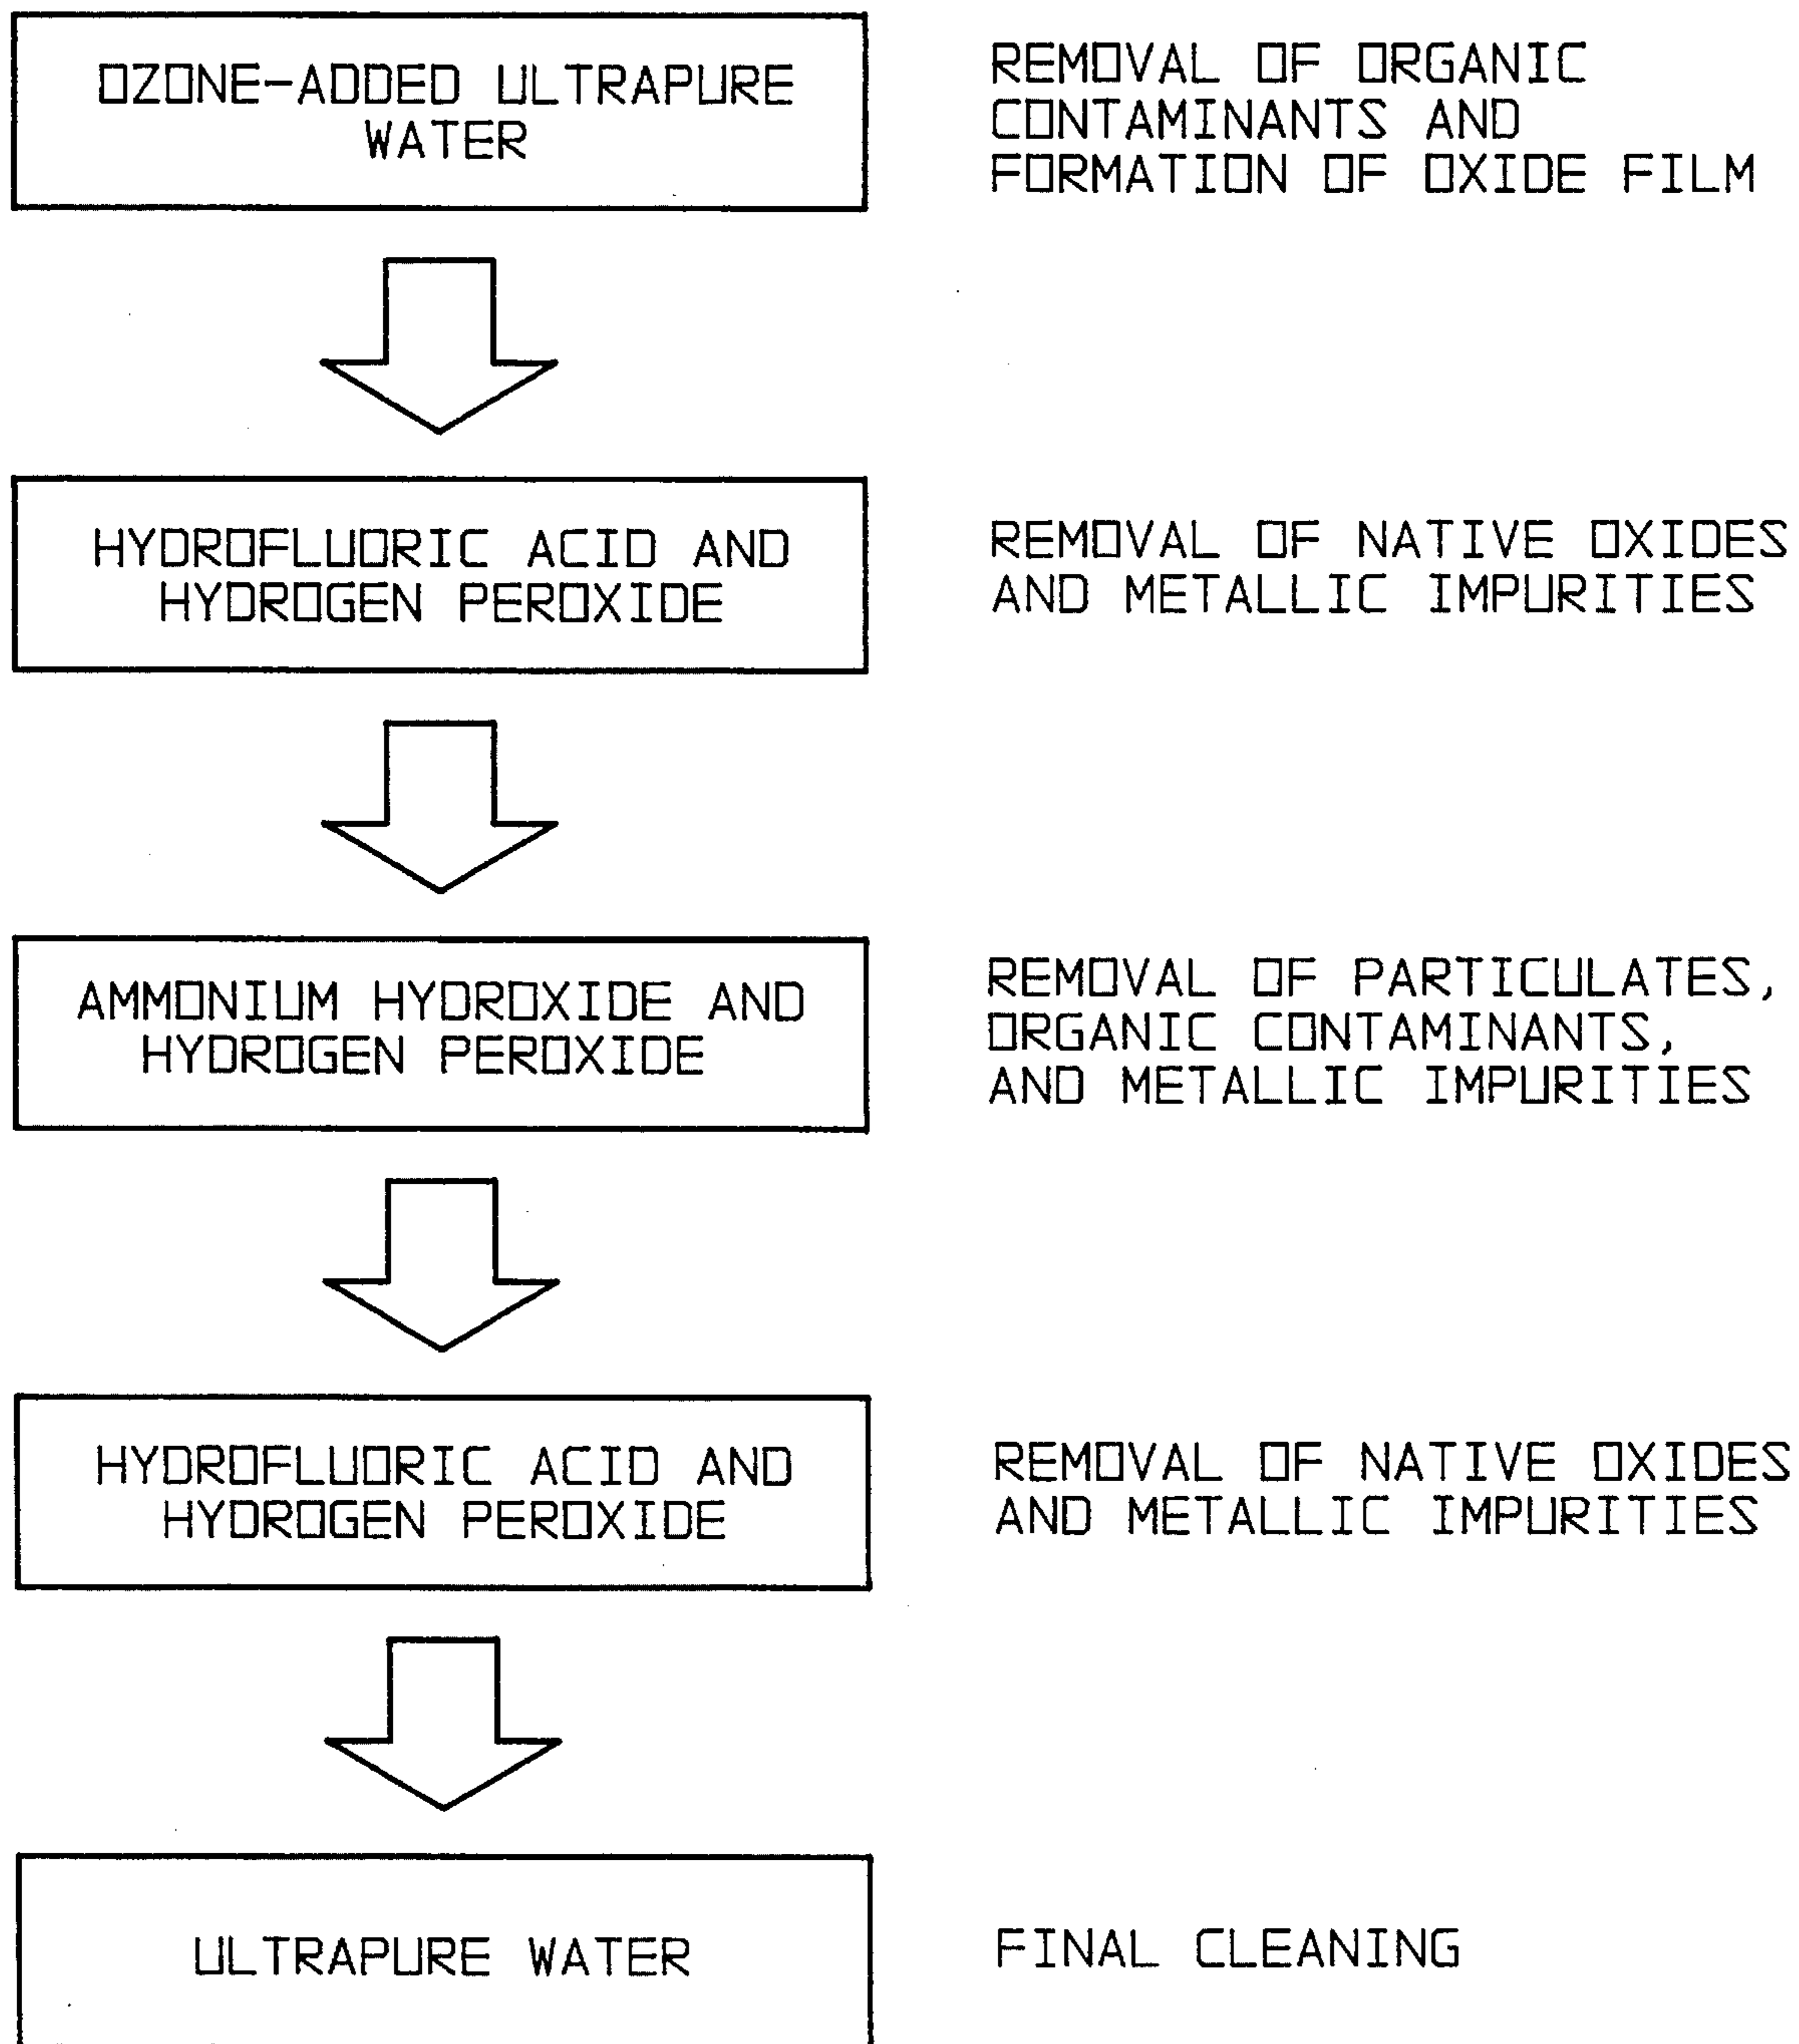 OZONE-ADDED ULTRAPURE
WATER
REMOVAL OF ORGANIC
CONTAMINANTS AND
FORMATION OF OXIDE FILM
HYDROFLUORIC ACID AND
HYDROGEN PEROXIDE
REMOVAL OF NATIVE OXIDES
AND METALLIC IMPURITIES
AMMONIUM HYDROXIDE AND
HYDROGEN PEROXIDE
REMOVAL OF PARTICULATES,
ORGANIC CONTAMINANTS,
AND METALLIC IMPURITIES
HYDROFLUORIC ACID AND
HYDROGEN PEROXIDE
REMOVAL OF NATIVE OXIDES
AND METALLIC IMPURITIES
ULTRAPURE WATER
FINAL CLEANING